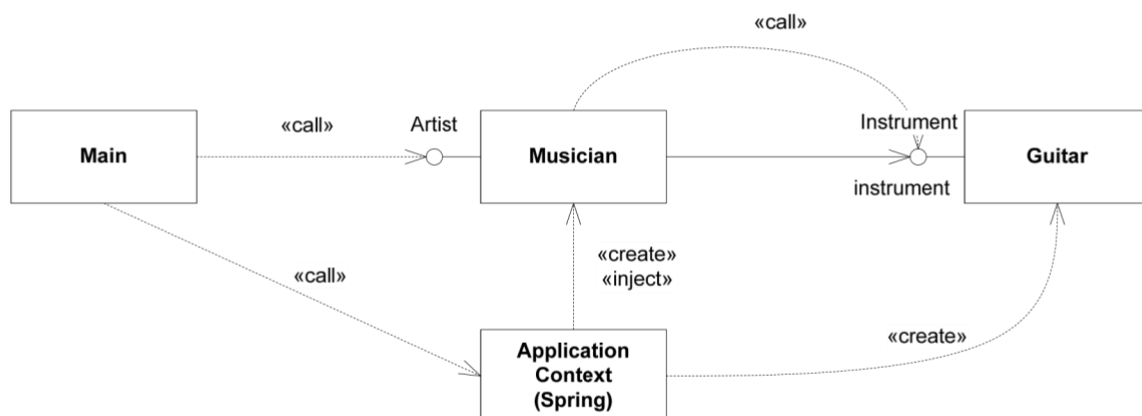 «call»
«call»
Artist
Instrument
Main
Musician
Guitar
instrument
«create»
«inject»
«call»
«create»
Application
Context
(Spring)